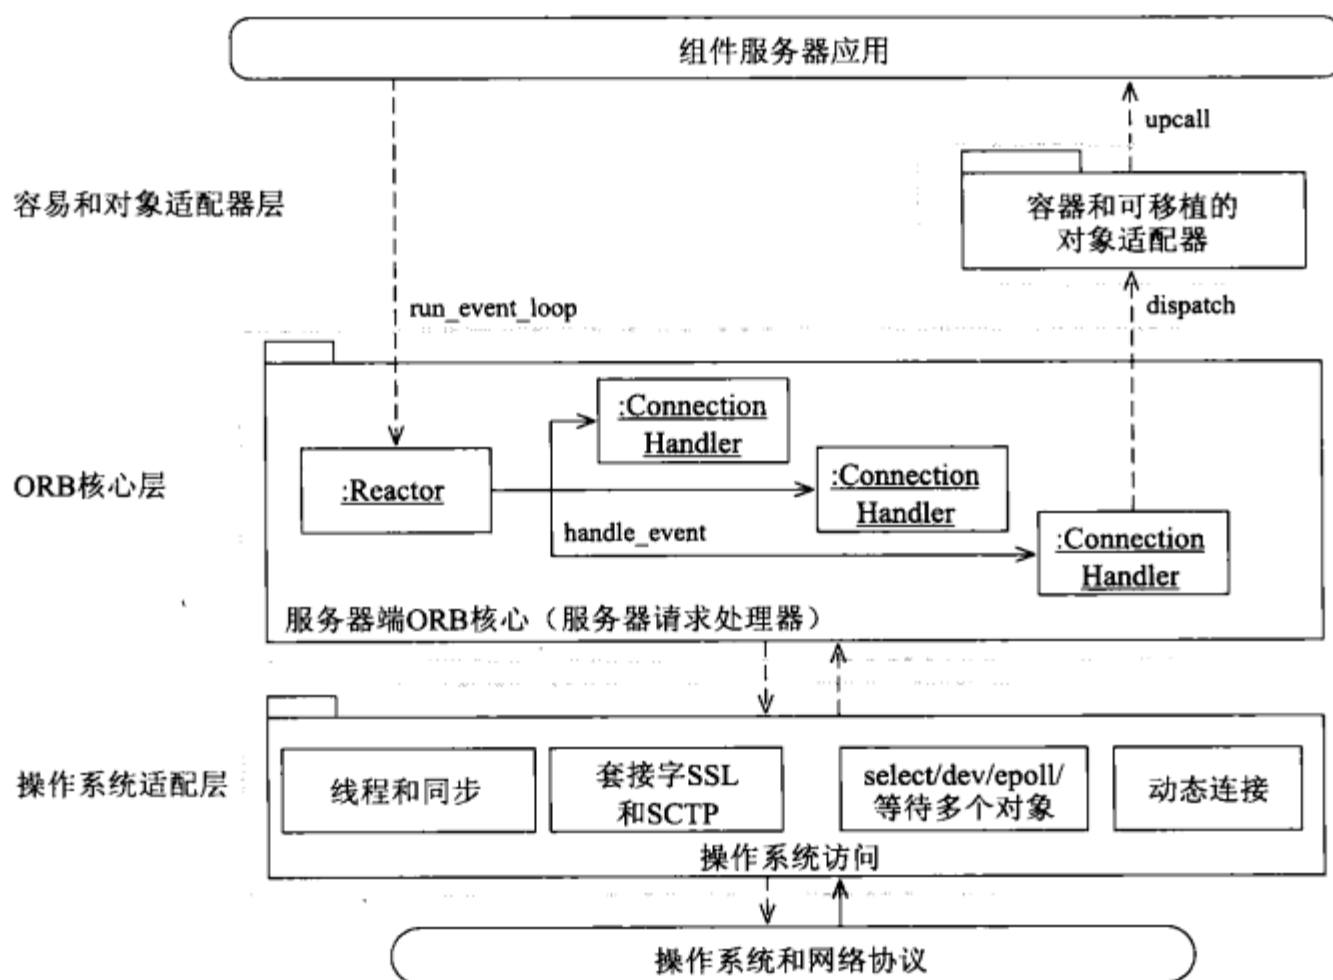 组件服务器应用
upcall
容易和对象适配器层
容器和可移植的
对象适配器
run_event_loop
dispatch
:Connection
Handler
ORB核心层
:Reactor
:Connection
Handler
handle_event
:Connection
Handler
服务器端ORB核心（服务器请求处理器）
操作系统适配层
线程和同步
套接字SSL
和SCTP
select/dev/epoll/
等待多个对象
动态连接
操作系统访问
操作系统和网络协议